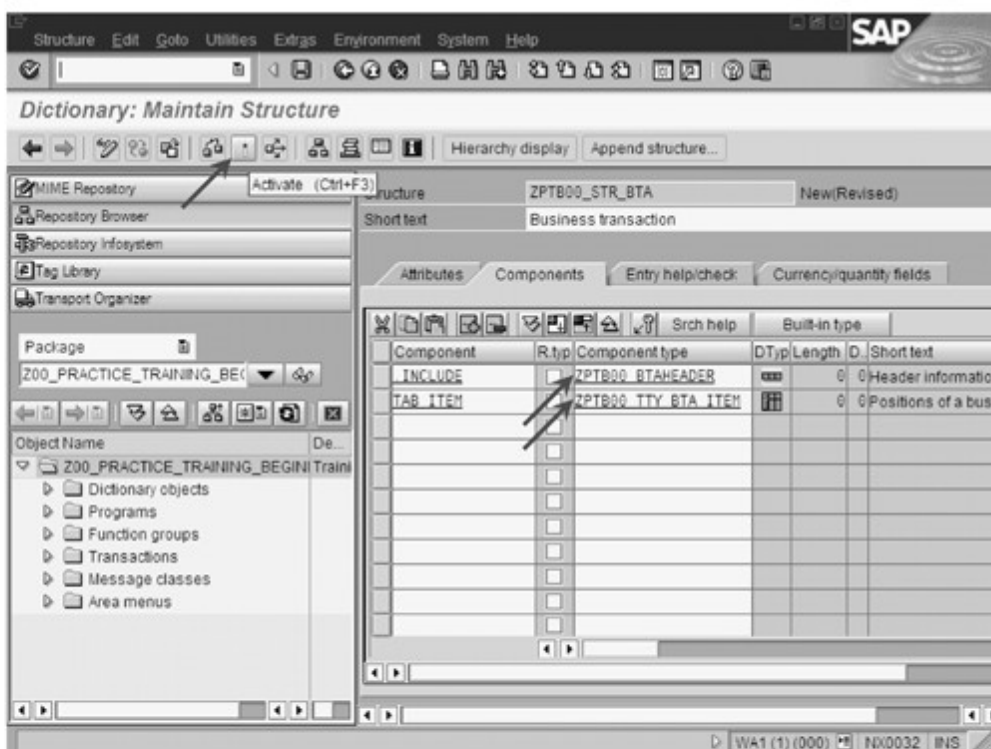 Structure Edit Goto Utilities Extras Environment System Help
SAP
Dictionary: Maintain Structure
Hierarchy display Append structure...
Activate (Ctrl+F3)
MIME Repository
Repository Browser
Repository Infosystem
Tag Library
Transport Organizer
Package
Z00_PRACTICE_TRAINING_BE(
Object Name De...
Z00_PRACTICE_TRAINING_BEGINI Traini
Dictionary objects
Programs
Function groups
Transactions
Message classes
Area menus
ructure ZPTB00_STR_BTA New(Revised)
Short text Business transaction
Attributes Components Entry help/check Currency/quantity fields
Srch help Built-in type
Component R.typ Component type DTyp Length D. Short text
.INCLUDE ZPTB00_BTAHEADER 0 0 Header informatio
TAB_ITEM ZPTB00_TTY_BTA_ITEM 0 0 Positions of a bus
WA1 (1) (000) NX0032 INS